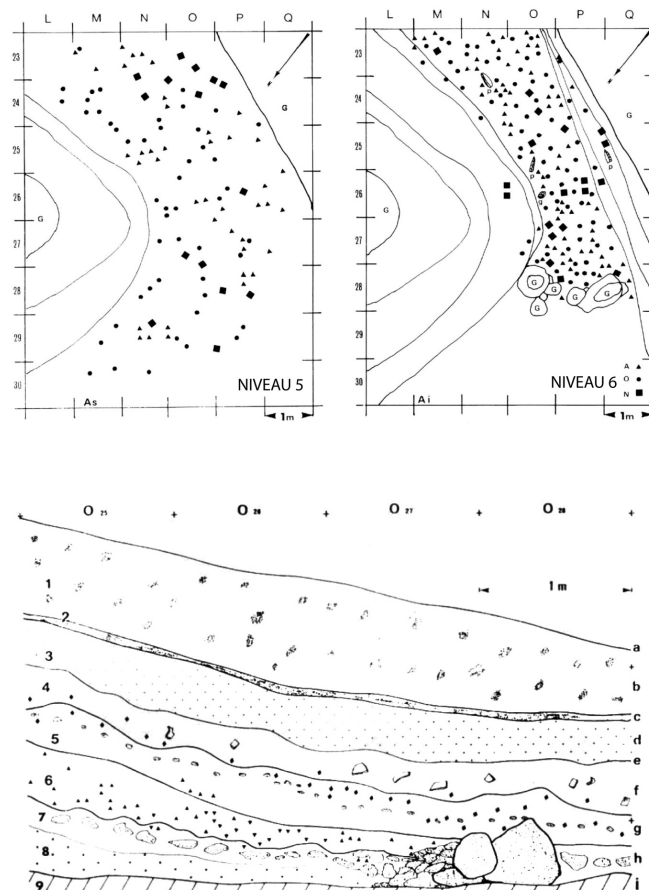 L M N O P Q
23
24
25
26
27
28
29
30
G
G
NIVEAU 5
As
1m
L M N O P Q
23
24
25
26
27
28
29
30
G
G
P
P
P
G
G
G
G
G
A
O
N
NIVEAU 6
Ai
1m
O 25 O 26 O 27 O 28
1 m
1
2
3
4
5
6
7
8.
9
a
b
c
d
e
f
g
h
i